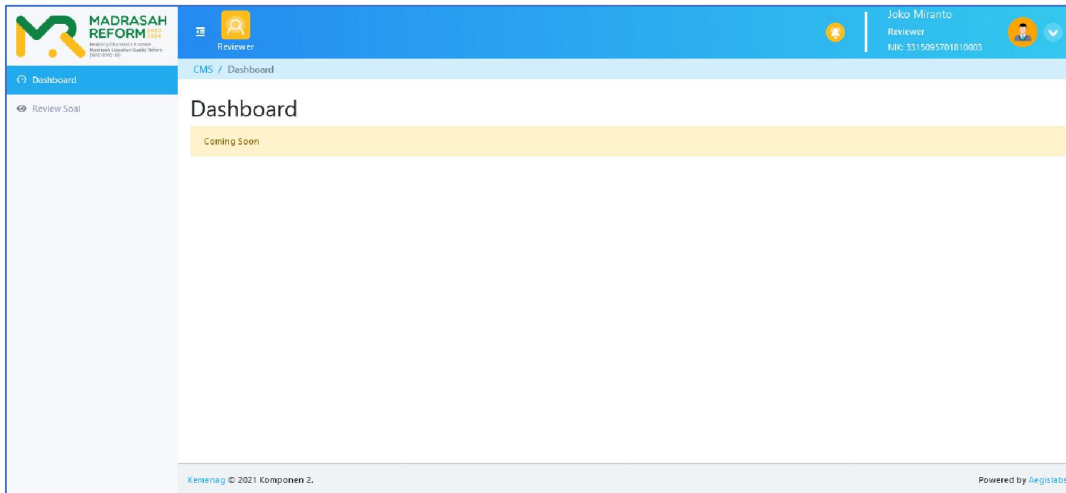 MADRASAH
REFORM
Joko Miranto
Reviewer
NIK: 3315095701810003
Reviewer
CMS / Dashboard
Dashboard
Review Soal
Dashboard
Coming Soon
Kemenag © 2021 Komponen 2.
Powered by Aegislabs